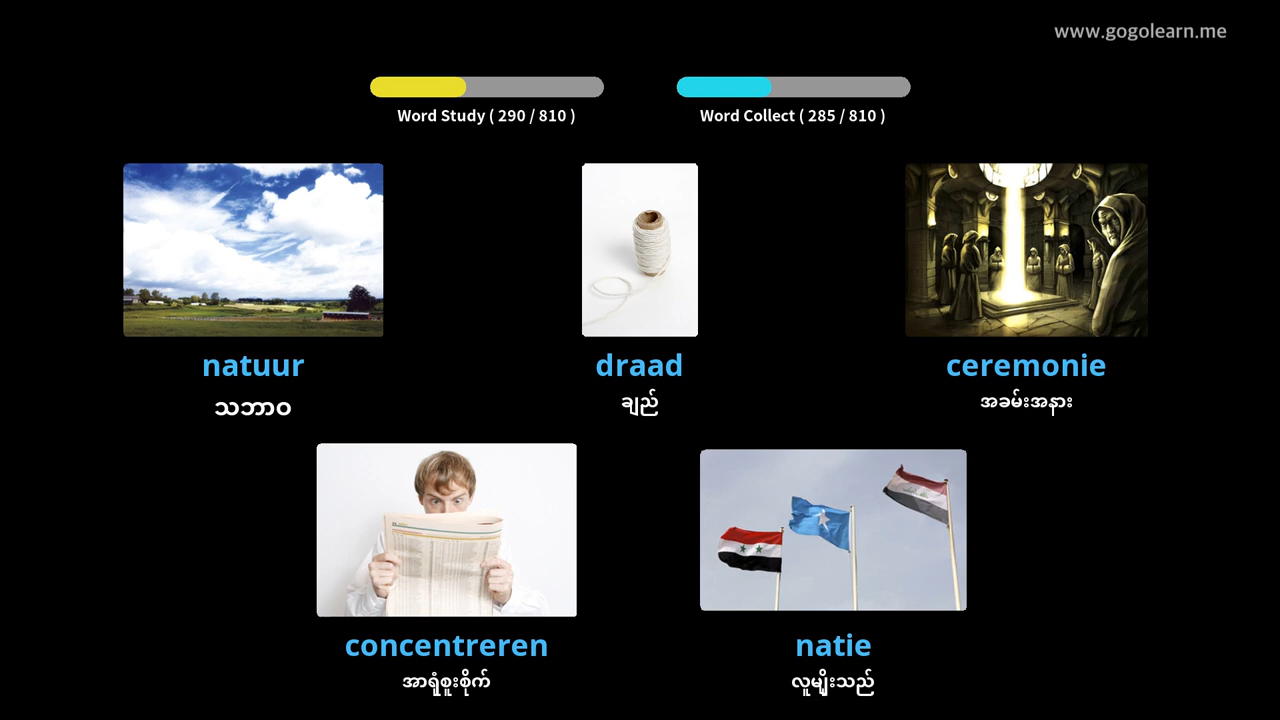 www.gogolearn.me
Word Study ( 290 / 810 )
Word Collect ( 285 / 810 )
natuur
draad
ceremonie
သဘာဝ
ချည်
အခမ်းအနား
concentreren
natie
အာရုံစူးစိုက်
လူမျိုးသည်